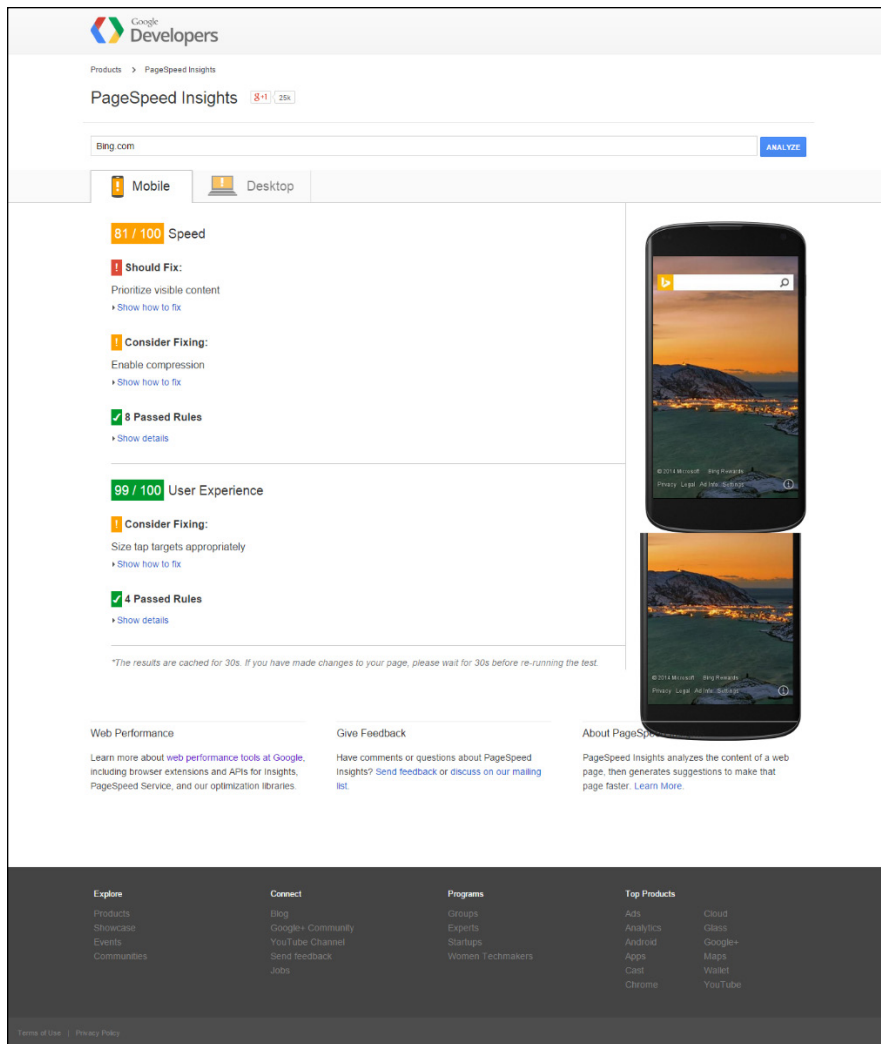 Google
Developers
Products > PageSpeed Insights
PageSpeed Insights g+1 25k
Bing.com
ANALYZE
Mobile
Desktop
81 / 100 Speed
! Should Fix:
Prioritize visible content
Show how to fix
! Consider Fixing:
Enable compression
Show how to fix
8 Passed Rules
Show details
99 / 100 User Experience
! Consider Fixing:
Size tap targets appropriately
Show how to fix
4 Passed Rules
Show details
*The results are cached for 30s. If you have made changes to your page, please wait for 30s before re-running the test.
© 2014 Microsoft Bing Rewards
Privacy Legal Ad Info Settings
© 2014 Microsoft Bing Rewards
Privacy Legal Ad Info Settings
Web Performance
Learn more about web performance tools at Google,
including browser extensions and APIs for Insights,
PageSpeed Service, and our optimization libraries.
Give Feedback
Have comments or questions about PageSpeed
Insights? Send feedback or discuss on our mailing
list.
About PageSpe
PageSpeed Insights analyzes the content of a web
page, then generates suggestions to make that
page faster. Learn More.
Explore
Products
Showcase
Events
Communities
Connect
Blog
Google+ Community
YouTube Channel
Send feedback
Jobs
Programs
Groups
Experts
Startups
Women Techmakers
Top Products
Ads
Analytics
Android
Apps
Cast
Chrome
Cloud
Glass
Google+
Maps
Wallet
YouTube
Terms of Use | Privacy Policy